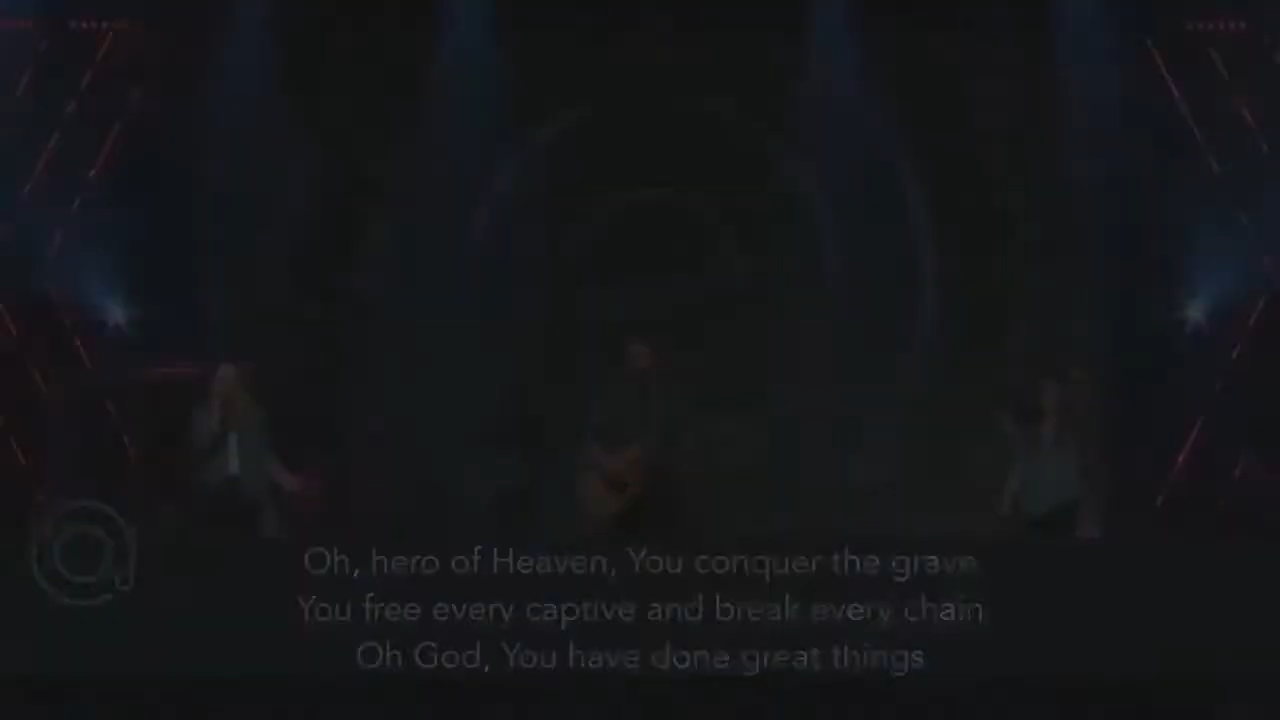 Oh, hero of Heaven, You conquer the grave
You free every captive and break every chain
Oh God, You have done great things